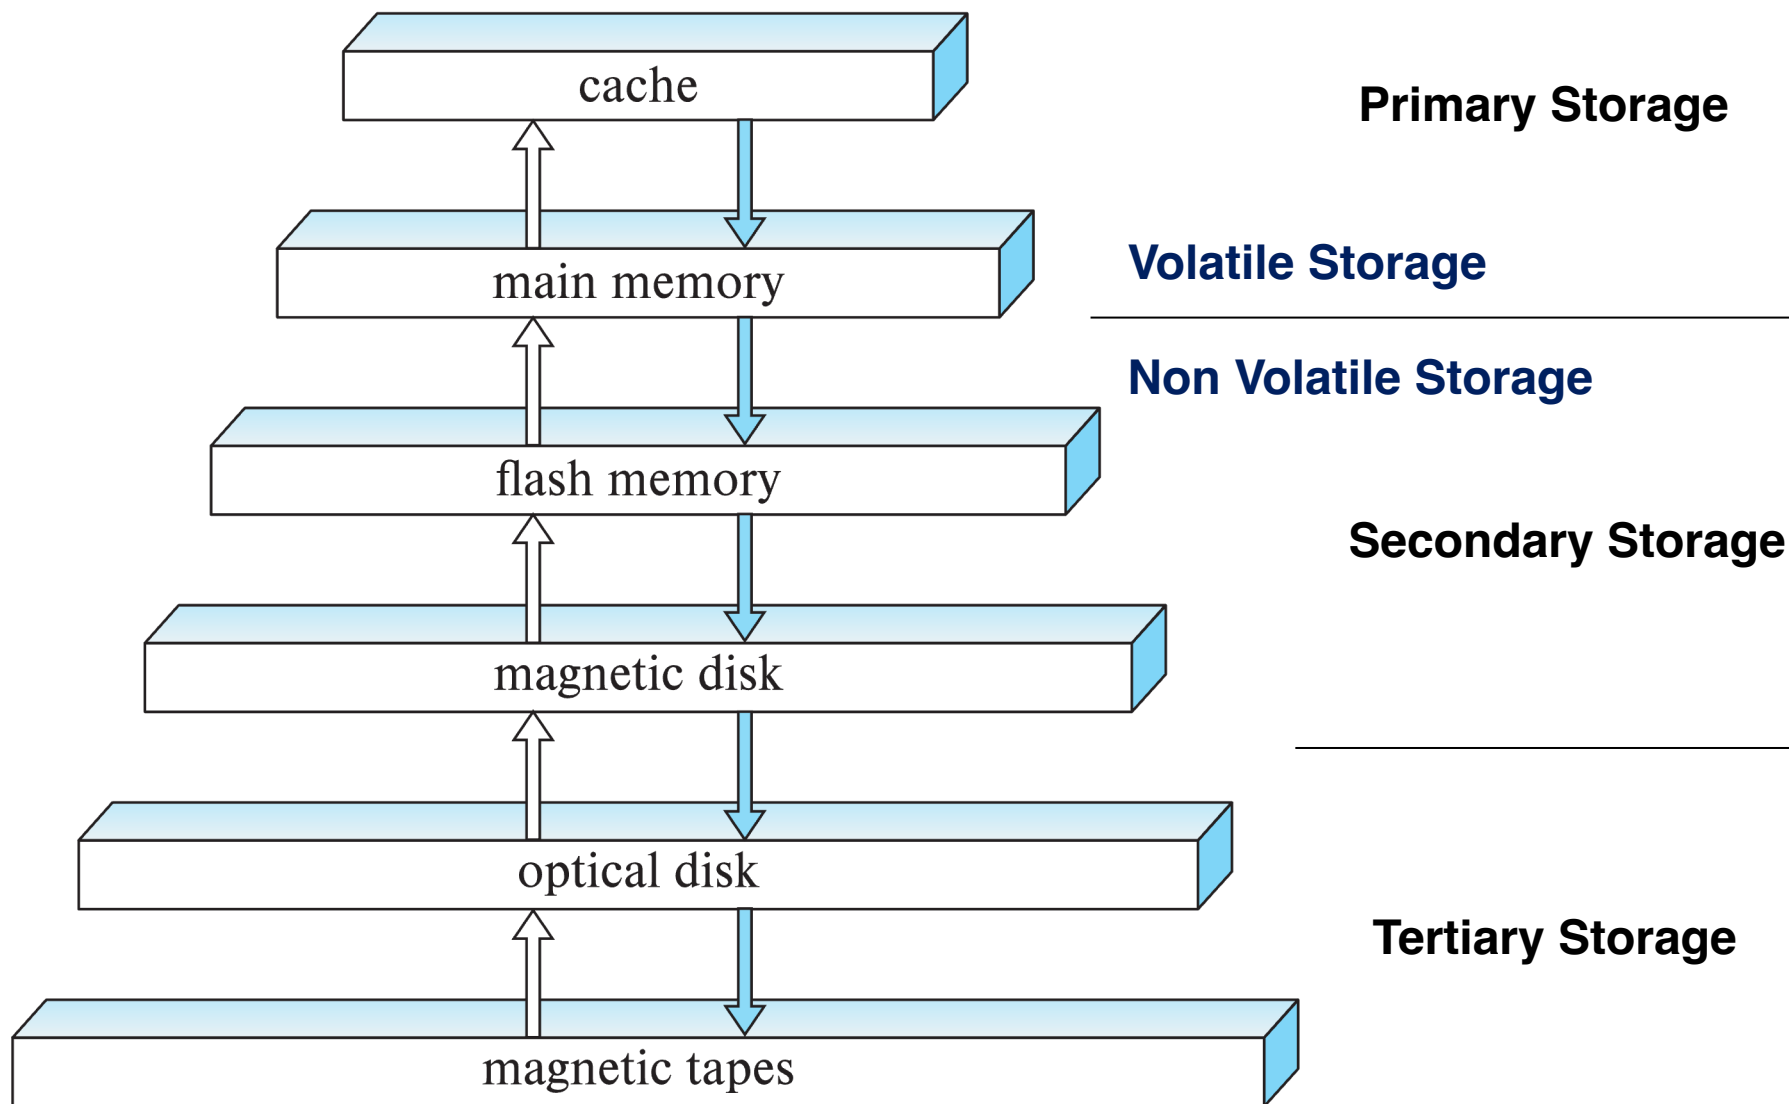 cache
Primary Storage
main memory
Volatile Storage
Non Volatile Storage
flash memory
Secondary Storage
magnetic disk
optical disk
Tertiary Storage
magnetic tapes